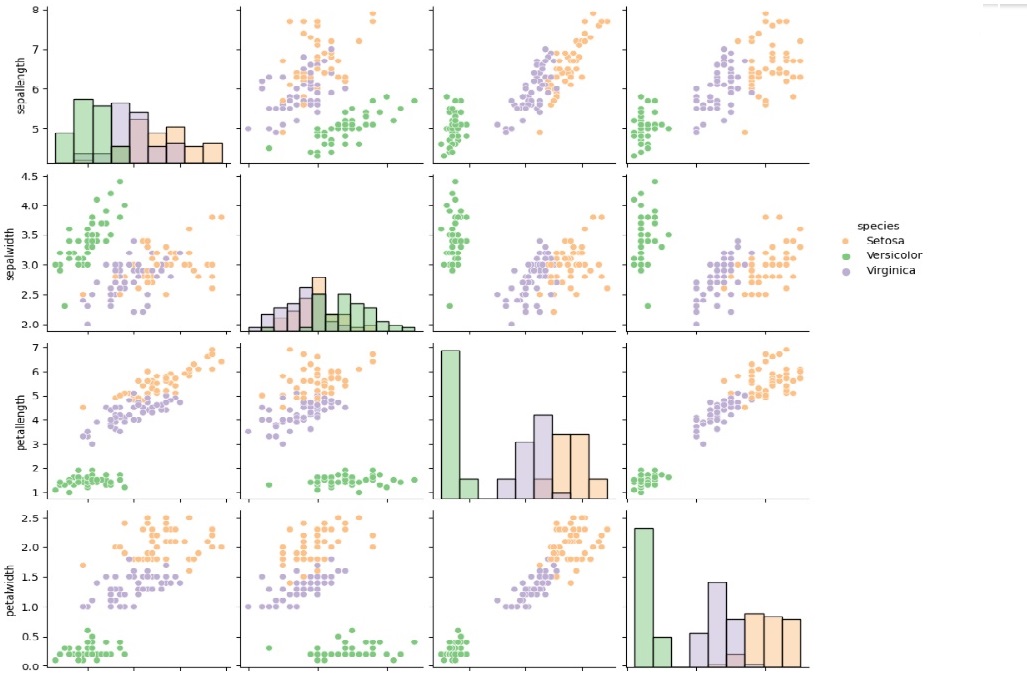 8
7
6
5
sepallength
4.5
4.0
3.5
3.0
2.5
2.0
sepalwidth
species
Setosa
Versicolor
Virginica
7
6
5
4
3
2
1
petallength
2.5
2.0
1.5
1.0
0.5
0.0
petalwidth